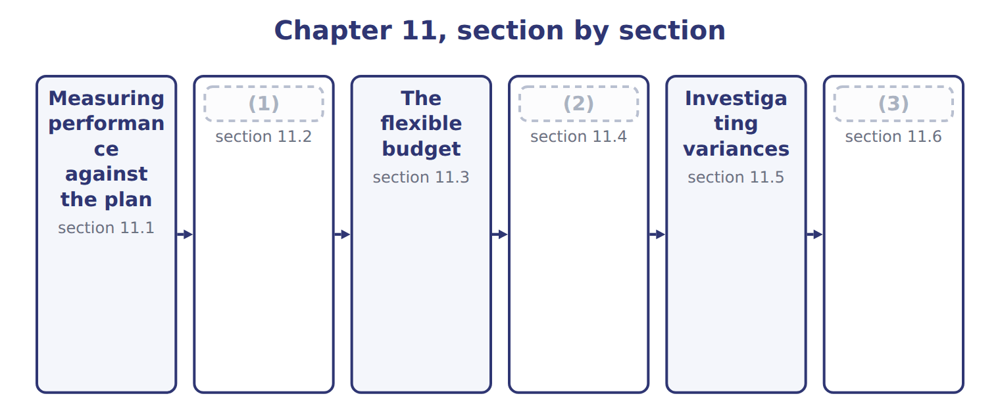 Chapter 11, section by section
Measuring
performan
ce
against
the plan
section 11.1
(1)
section 11.2
The
flexible
budget
section 11.3
(2)
section 11.4
Investiga
ting
variances
section 11.5
(3)
section 11.6